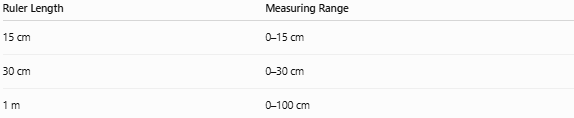 Ruler Length Measuring Range
15 cm 0–15 cm
30 cm 0–30 cm
1 m 0–100 cm